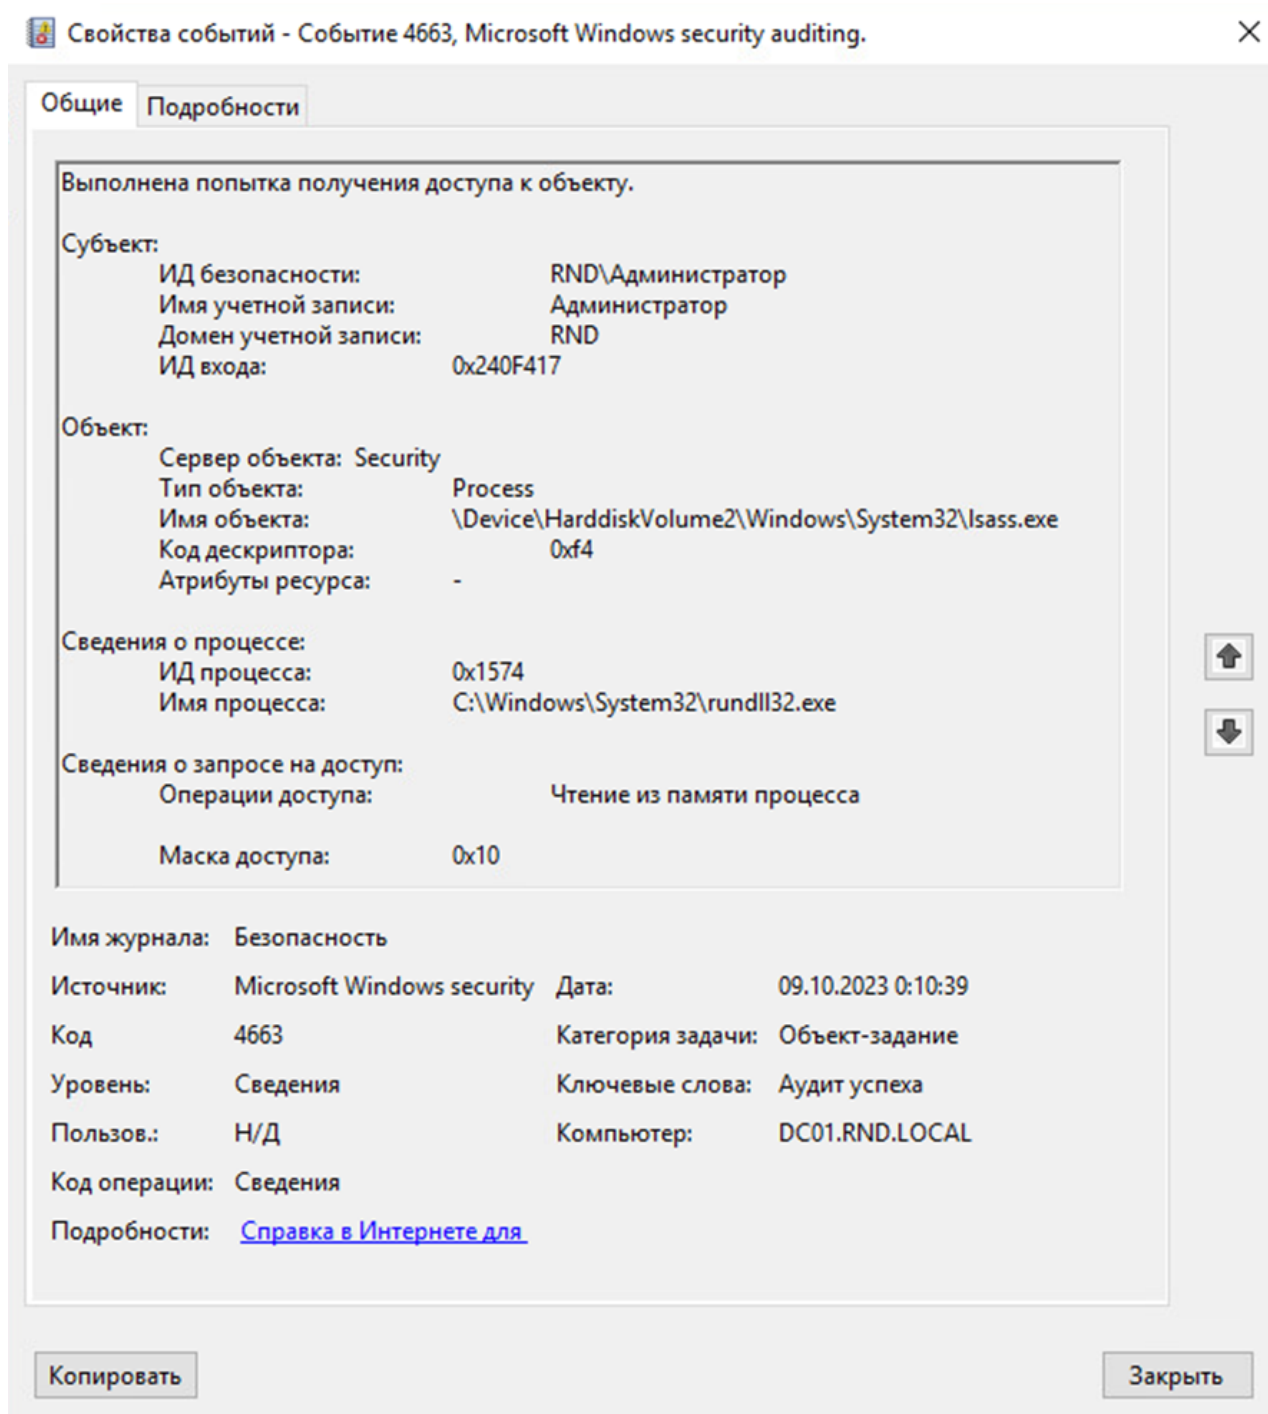 Свойства событий - Событие 4663, Microsoft Windows security auditing.
Общие Подробности
Выполнена попытка получения доступа к объекту.
Субъект:
ИД безопасности: RND\Администратор
Имя учетной записи: Администратор
Домен учетной записи: RND
ИД входа: 0x240F417
Объект:
Сервер объекта: Security
Тип объекта: Process
Имя объекта: \Device\HarddiskVolume2\Windows\System32\lsass.exe
Код дескриптора: 0xf4
Атрибуты ресурса: -
Сведения о процессе:
ИД процесса: 0x1574
Имя процесса: C:\Windows\System32\rundll32.exe
Сведения о запросе на доступ:
Операции доступа: Чтение из памяти процесса
Маска доступа: 0x10
Имя журнала: Безопасность
Источник: Microsoft Windows security Дата: 09.10.2023 0:10:39
Код 4663 Категория задачи: Объект-задание
Уровень: Сведения Ключевые слова: Аудит успеха
Пользов.: Н/Д Компьютер: DC01.RND.LOCAL
Код операции: Сведения
Подробности: Справка в Интернете для
Копировать Закрыть